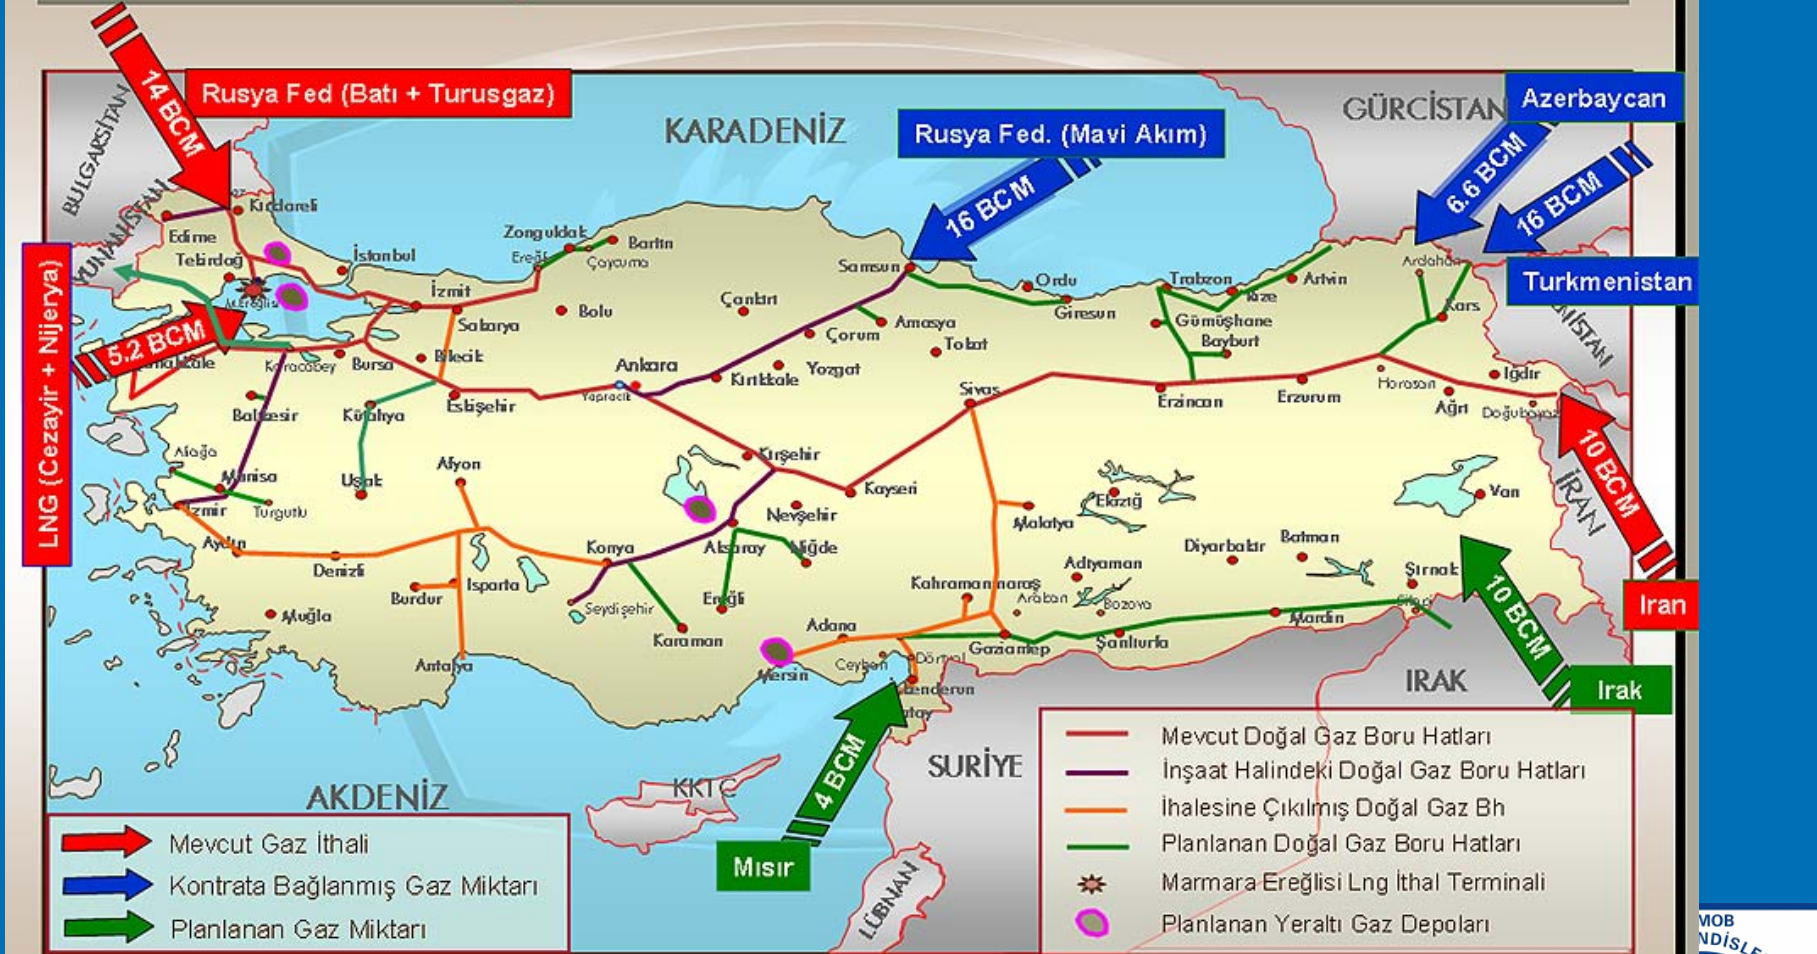 14 BCM
Rusya Fed (Batı + Turusgaz)
BULGARSİTAN
YUNANİSTAN
KARADENİZ
Rusya Fed. (Mavi Akım)
16 BCM
GÜRCİSTAN
Azerbaycan
6.6 BCM
16 BCM
Turkmenistan
Kırklareli
Edirne
Tekirdağ
M.Ereğlisi
İstanbul
Zonguldak
Bartın
Çaycuma
İzmit
Sakarya
Bolu
Çankırı
Samsun
Ordu
Giresun
Trabzon
Rize
Artvin
Ardahan
Kars
Gümüşhane
Bayburt
Amasya
Çorum
Tokat
LNG (Cezayir + Nijerya)
5.2 BCM
Karacabey
Bursa
Bilecik
Ankara
Yapracık
Kırıkkale
Yozgat
Sivas
Erzincan
Erzurum
Horasan
Iğdır
Ağrı
Balıkesir
Kütahya
Eskişehir
Kırşehir
Kayseri
Aliağa
Manisa
Turgutlu
İzmir
Uşak
Afyon
Nevşehir
Malatya
Elazığ
Van
10 BCM
İRAN
Iran
Aydın
Denizli
Konya
Aksaray
Niğde
Diyarbakır
Batman
Adıyaman
Şırnak
Burdur
Isparta
Seydişehir
Ereğli
Kahramanmaraş
Araban
Bozova
Muğla
Karaman
Adana
Mardin
Antalya
Mersin
Ceyhan
Dörtyol
Gaziantep
Şanlıurfa
10 BCM
Irak
IRAK
SURİYE
AKDENİZ
KKTC
4 BCM
Mısır
LÜBNAN
Mevcut Gaz İthali
Kontrata Bağlanmış Gaz Miktarı
Planlanan Gaz Miktarı
Mevcut Doğal Gaz Boru Hatları
İnşaat Halindeki Doğal Gaz Boru Hatları
İhalesine Çıkılmış Doğal Gaz Bh
Planlanan Doğal Gaz Boru Hatları
Marmara Ereğlisi Lng İthal Terminali
Planlanan Yeraltı Gaz Depoları